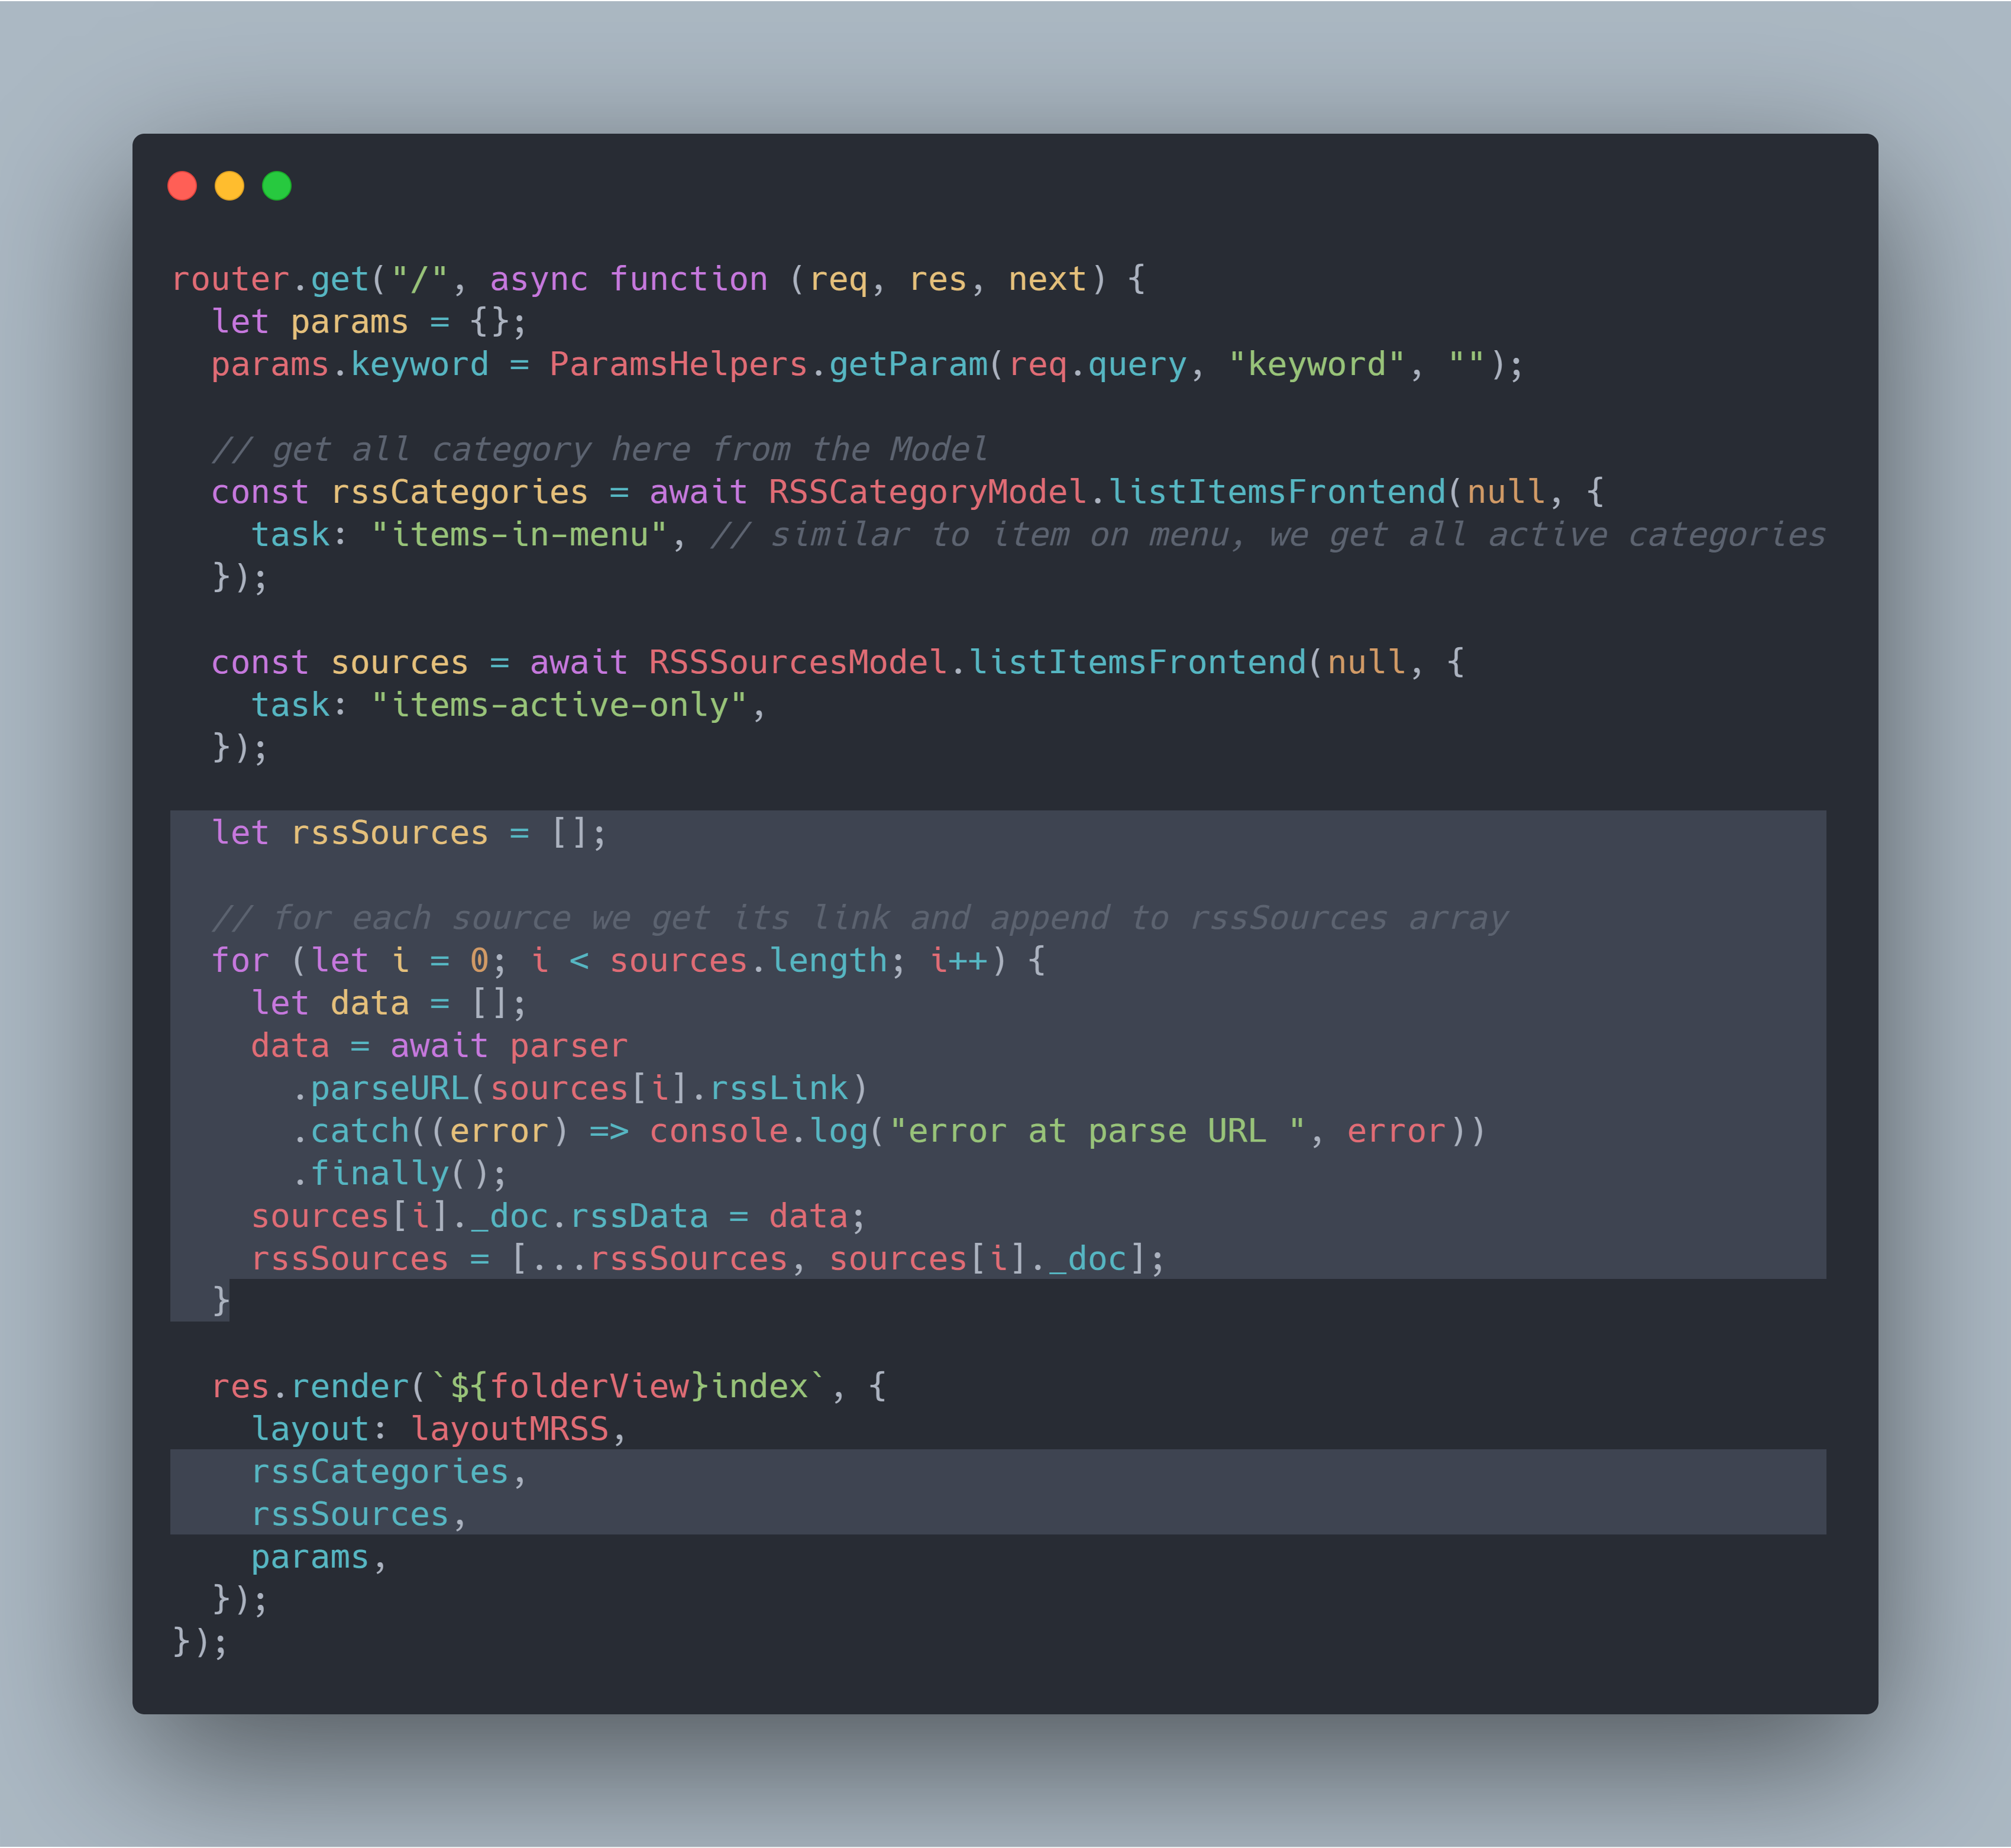 router.get("/", async function (req, res, next) {
  let params = {};
  params.keyword = ParamsHelpers.getParam(req.query, "keyword", "");

  // get all category here from the Model
  const rssCategories = await RSSCategoryModel.listItemsFrontend(null, {
    task: "items-in-menu", // similar to item on menu, we get all active categories
  });

  const sources = await RSSSourcesModel.listItemsFrontend(null, {
    task: "items-active-only",
  });

  let rssSources = [];

  // for each source we get its link and append to rssSources array
  for (let i = 0; i < sources.length; i++) {
    let data = [];
    data = await parser
      .parseURL(sources[i].rssLink)
      .catch((error) => console.log("error at parse URL ", error))
      .finally();
    sources[i]._doc.rssData = data;
    rssSources = [...rssSources, sources[i]._doc];
  }

  res.render(`${folderView}index`, {
    layout: layoutMRSS,
    rssCategories,
    rssSources,
    params,
  });
});